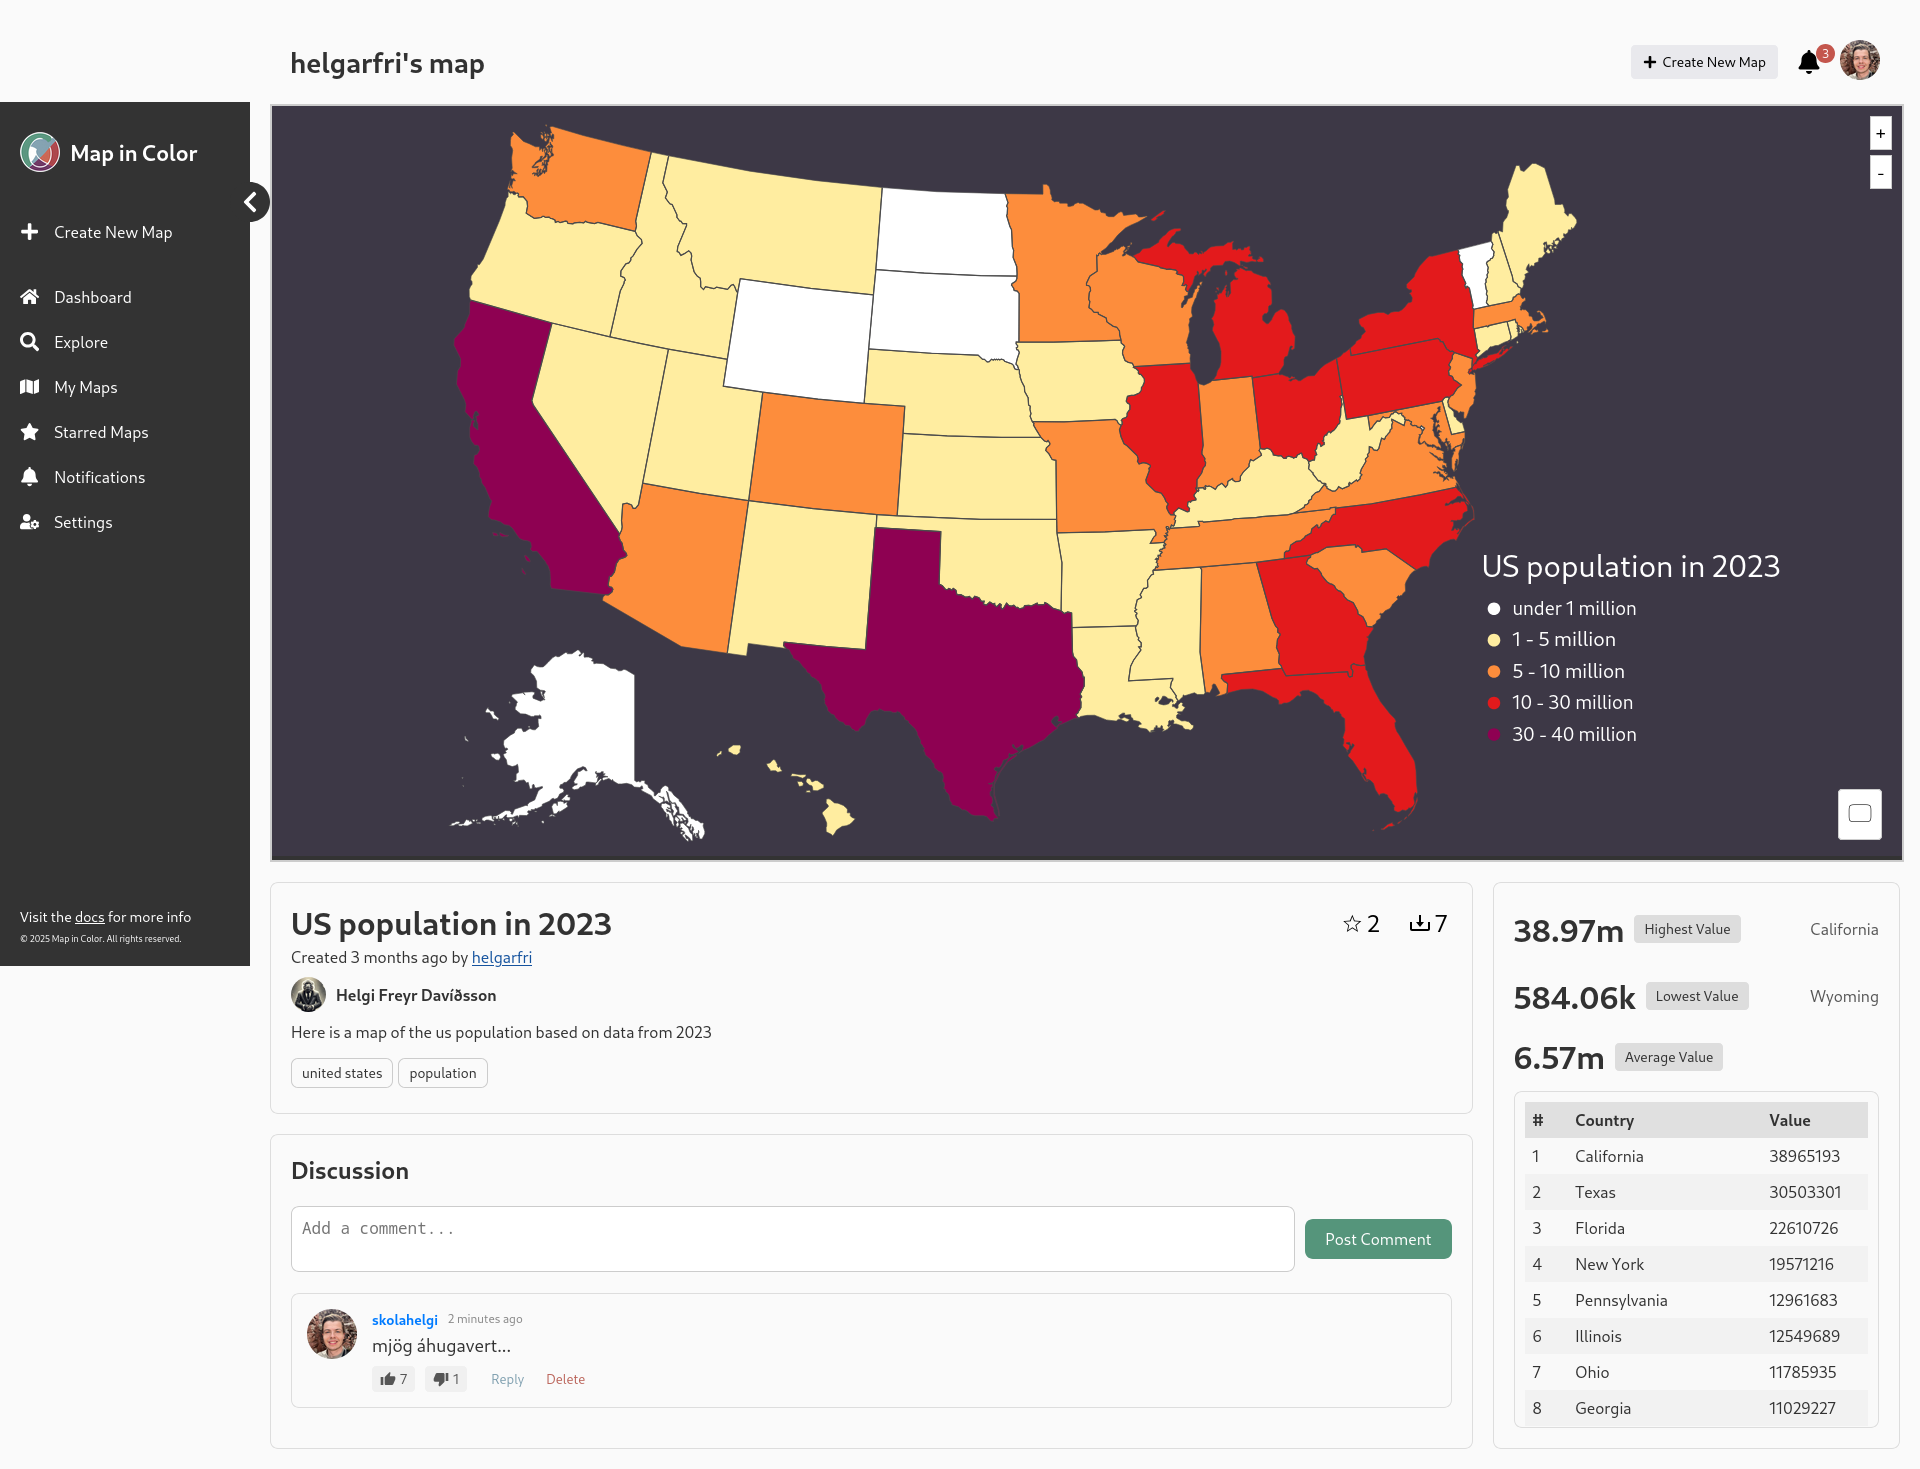 helgarfri's map
Create New Map
3
Map in Color
Create New Map
Dashboard
Explore
My Maps
Starred Maps
Notifications
Settings
Visit the docs for more info
© 2025 Map in Color. All rights reserved.
+
-
US population in 2023
under 1 million
1 - 5 million
5 - 10 million
10 - 30 million
30 - 40 million
US population in 2023
2
7
Created 3 months ago by helgarfri
Helgi Freyr Davíðsson
Here is a map of the us population based on data from 2023
united states
population
Discussion
Add a comment...
Post Comment
skolahelgi 2 minutes ago
mjög áhugavert...
7 1 Reply Delete
38.97m Highest Value California
584.06k Lowest Value Wyoming
6.57m Average Value
# Country Value
1 California 38965193
2 Texas 30503301
3 Florida 22610726
4 New York 19571216
5 Pennsylvania 12961683
6 Illinois 12549689
7 Ohio 11785935
8 Georgia 11029227